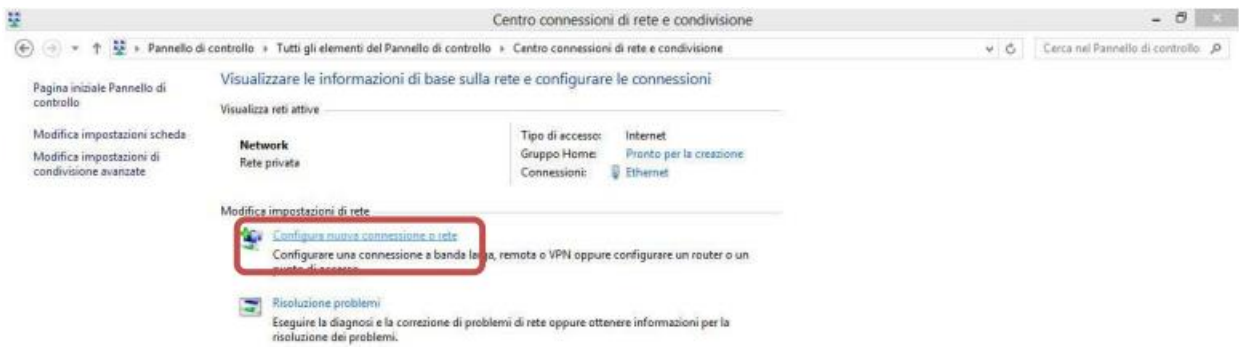 Centro connessioni di rete e condivisione
Pannello di controllo
Tutti gli elementi del Pannello di controllo
Centro connessioni di rete e condivisione
Cerca nel Pannello di controllo
Pagina iniziale Pannello di
controllo
Modifica impostazioni scheda
Modifica impostazioni di
condivisione avanzate
Visualizzare le informazioni di base sulla rete e configurare le connessioni
Visualizza reti attive
Network
Rete privata
Tipo di accesso: Internet
Gruppo Home: Pronto per la creazione
Connessioni: Ethernet
Modifica impostazioni di rete
Configura nuova connessione o rete
Configurare una connessione a banda larga, remota o VPN oppure configurare un router o un
punto di accesso.
Risoluzione problemi
Eseguire la diagnosi e la correzione di problemi di rete oppure ottenere informazioni per la
risoluzione dei problemi.